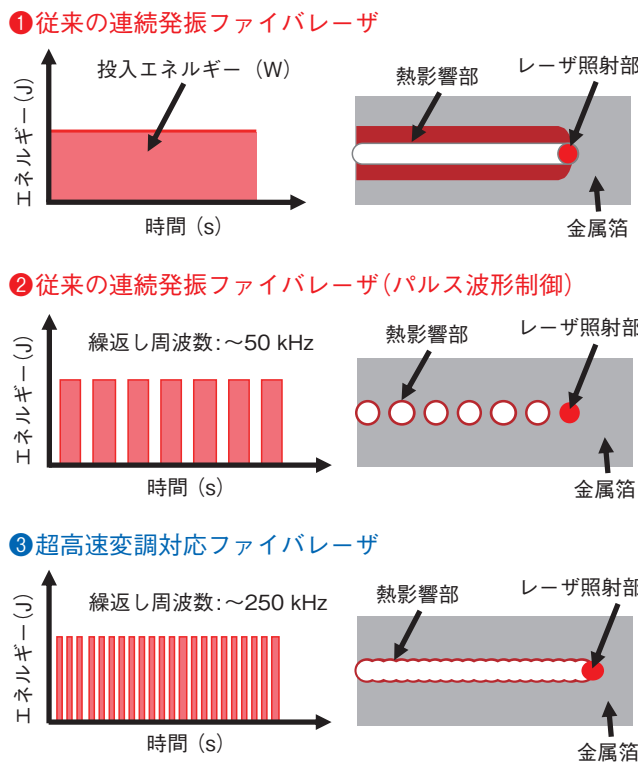 ❶従来の連続発振ファイバレーザ
エネルギー(J)
投入エネルギー(W)
時間(s)
熱影響部
レーザ照射部
金属箔
❷従来の連続発振ファイバレーザ(パルス波形制御)
エネルギー(J)
繰返し周波数:~50 kHz
時間(s)
熱影響部
レーザ照射部
金属箔
❸超高速変調対応ファイバレーザ
エネルギー(J)
繰返し周波数:~250 kHz
時間(s)
熱影響部
レーザ照射部
金属箔